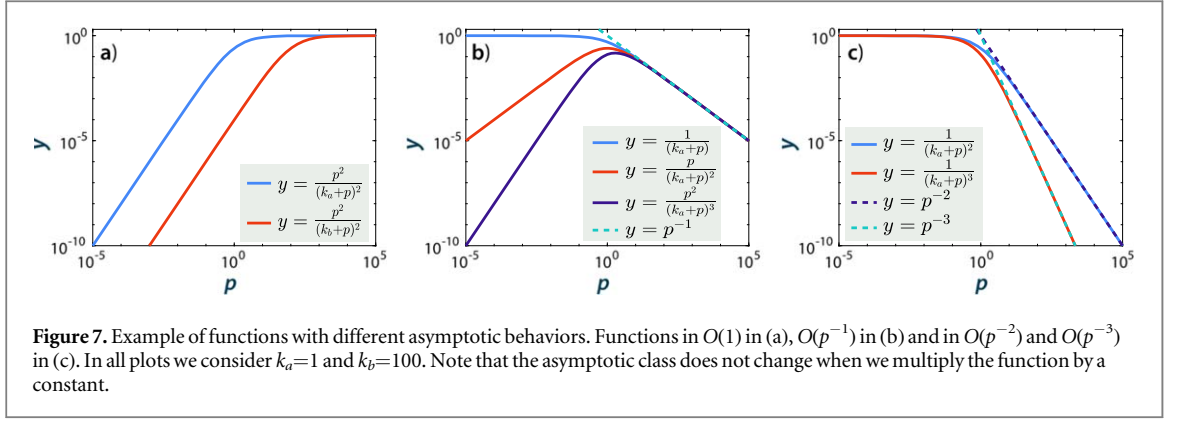 a)
10^0
10^-5
10^-10
y
y = p^2/(k_a+p)^2
y = p^2/(k_b+p)^2
10^-5
10^0
10^5
p
b)
10^0
10^-5
10^-10
y
y = 1/(k_a+p)
y = p/(k_a+p)^2
y = p^2/(k_a+p)^3
y = p^-1
10^-5
10^0
10^5
p
c)
10^0
10^-5
10^-10
y
y = 1/(k_a+p)^2
y = 1/(k_a+p)^3
y = p^-2
y = p^-3
10^-5
10^0
10^5
p
Figure 7. Example of functions with different asymptotic behaviors. Functions in O(1) in (a), O(p^-1) in (b) and in O(p^-2) and O(p^-3)
in (c). In all plots we consider k_a=1 and k_b=100. Note that the asymptotic class does not change when we multiply the function by a
constant.